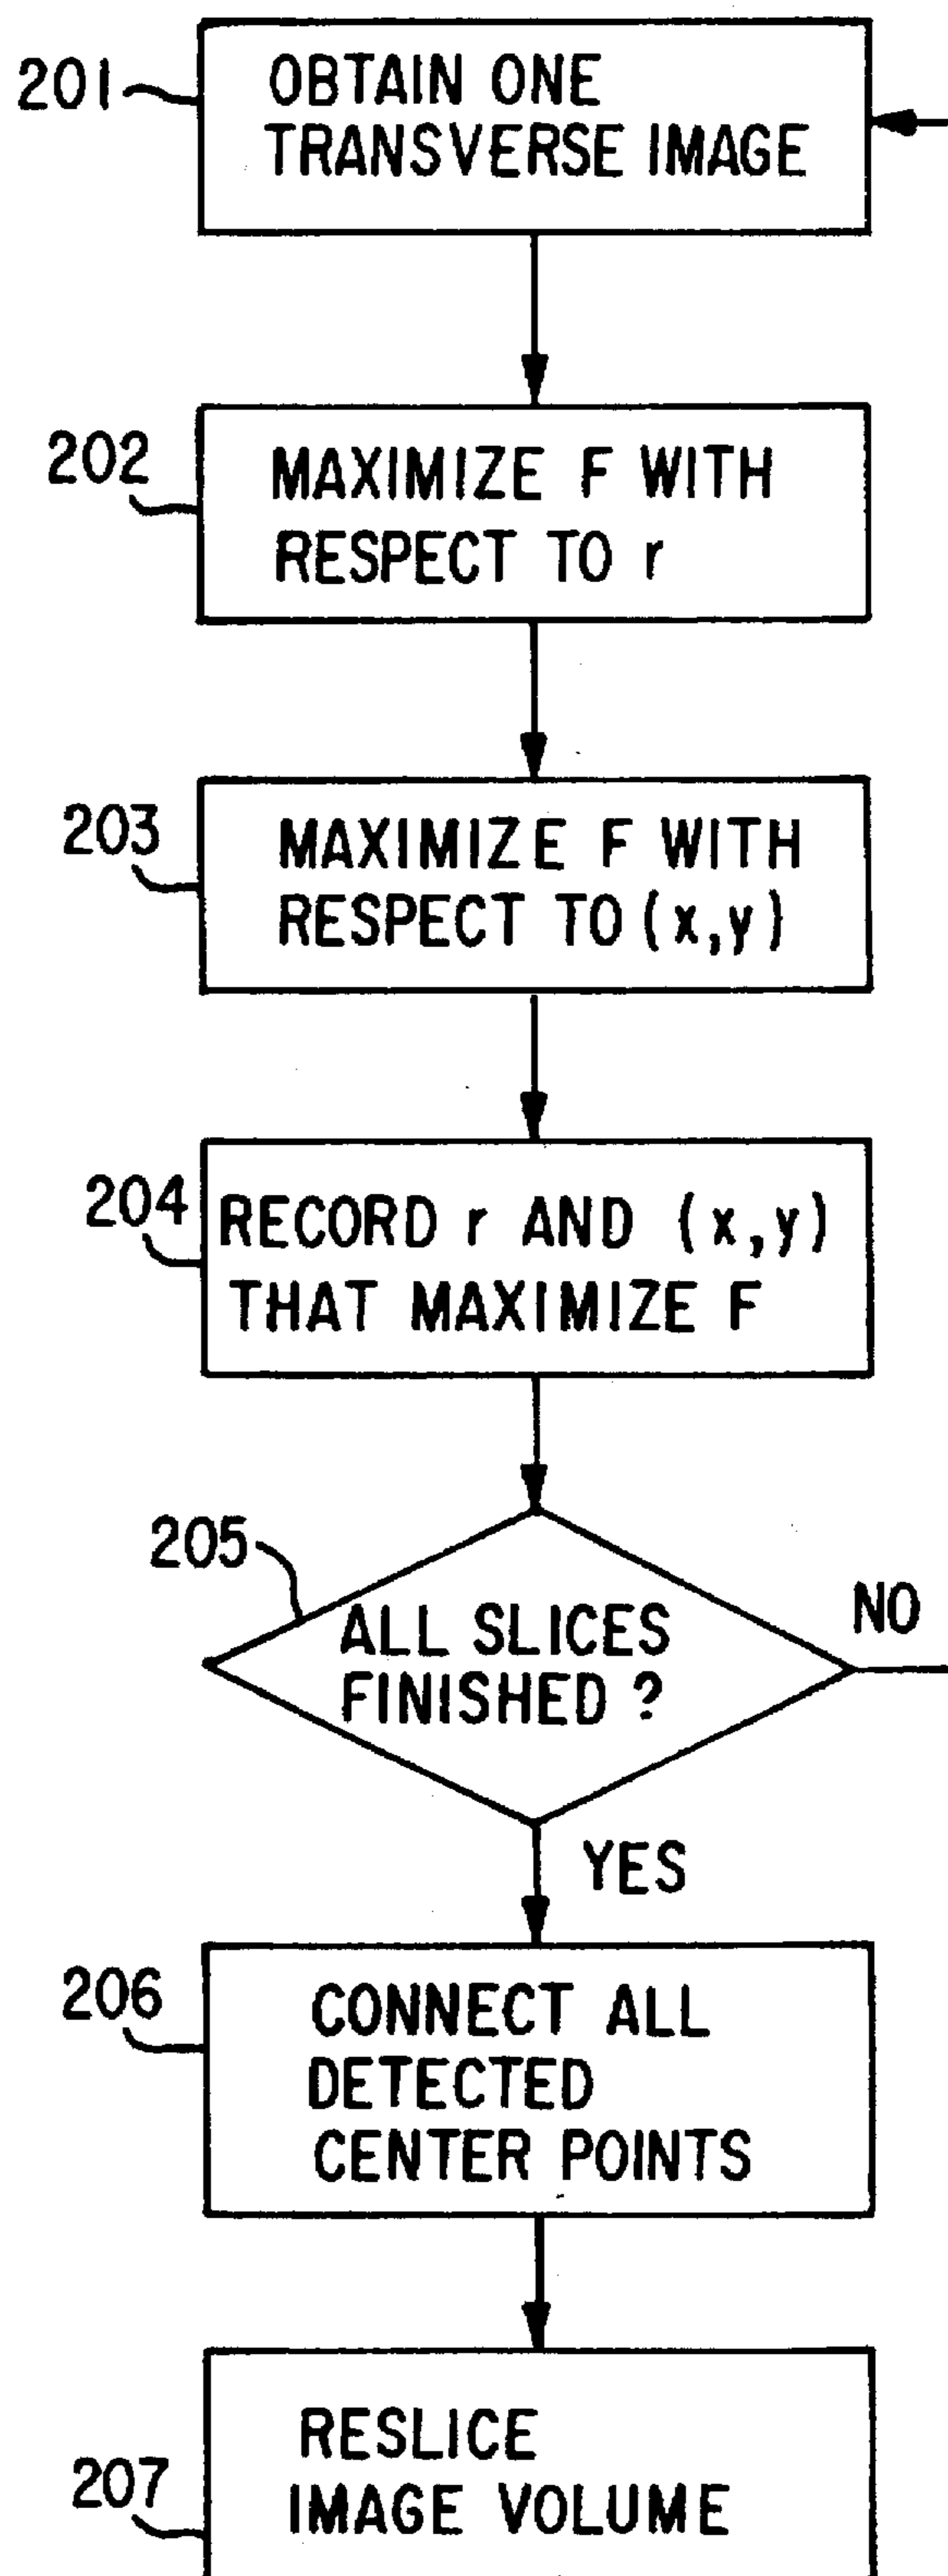 201
OBTAIN ONE
TRANSVERSE IMAGE
202
MAXIMIZE F WITH
RESPECT TO r
203
MAXIMIZE F WITH
RESPECT TO (x,y)
204
RECORD r AND (x,y)
THAT MAXIMIZE F
205
ALL SLICES
FINISHED ?
NO
YES
206
CONNECT ALL
DETECTED
CENTER POINTS
207
RESLICE
IMAGE VOLUME